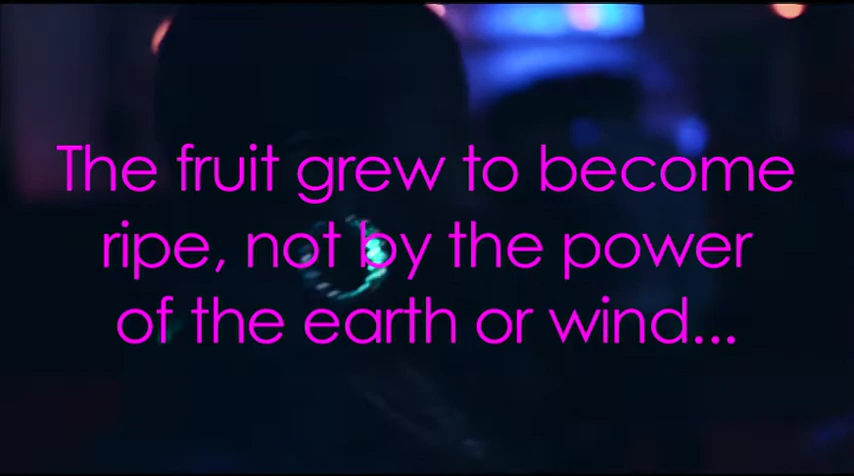 The fruit grew to become
ripe, not by the power
of the earth or wind...